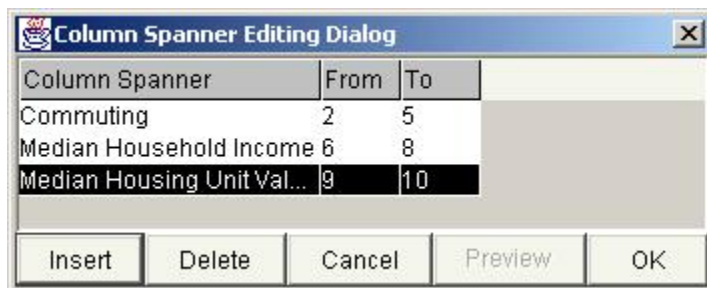 Column Spanner Editing Dialog
Column Spanner From To
Commuting 2 5
Median Household Income 6 8
Median Housing Unit Val... 9 10
Insert Delete Cancel Preview OK